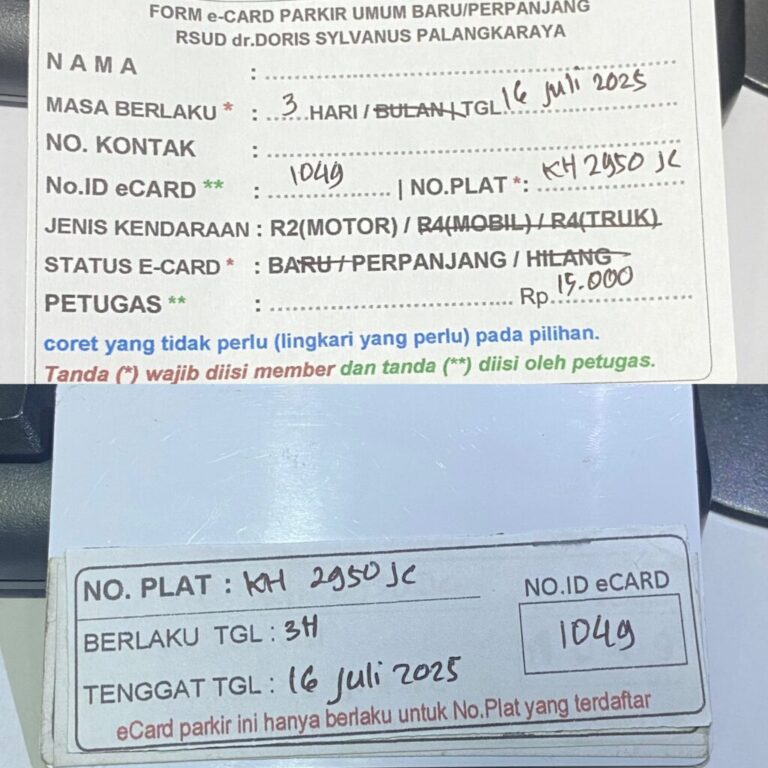 FORM e-CARD PARKIR UMUM BARU/PERPANJANG
RSUD dr.DORIS SYLVANUS PALANGKARAYA
N A M A :
MASA BERLAKU * : 3 HARI / BULAN | TGL 16 Juli 2025
NO. KONTAK :
No.ID eCARD ** : 1049 | NO.PLAT *: KH 2950 JC
JENIS KENDARAAN : R2(MOTOR) / R4(MOBIL) / R4(TRUK)
STATUS E-CARD * : BARU / PERPANJANG / HILANG
PETUGAS ** : Rp. 15.000
coret yang tidak perlu (lingkari yang perlu) pada pilihan.
Tanda (*) wajib diisi member dan tanda (**) diisi oleh petugas.
NO. PLAT : KH 2950 JC
NO.ID eCARD
BERLAKU TGL : 3H
1049
TENGGAT TGL : 16 Juli 2025
eCard parkir ini hanya berlaku untuk No.Plat yang terdaftar